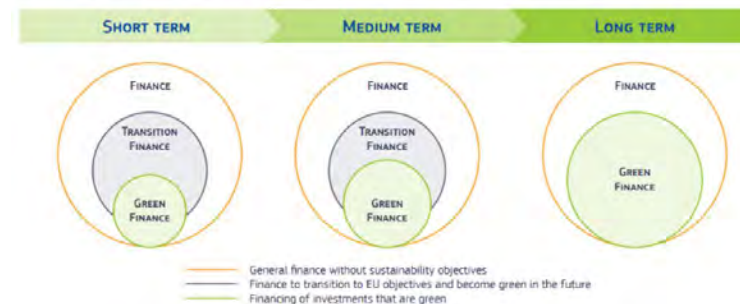 SHORT TERM
MEDIUM TERM
LONG TERM
FINANCE
TRANSITION
FINANCE
GREEN
FINANCE
FINANCE
TRANSITION
FINANCE
GREEN
FINANCE
FINANCE
GREEN
FINANCE
General finance without sustainability objectives
Finance to transition to EU objectives and become green in the future
Financing of investments that are green